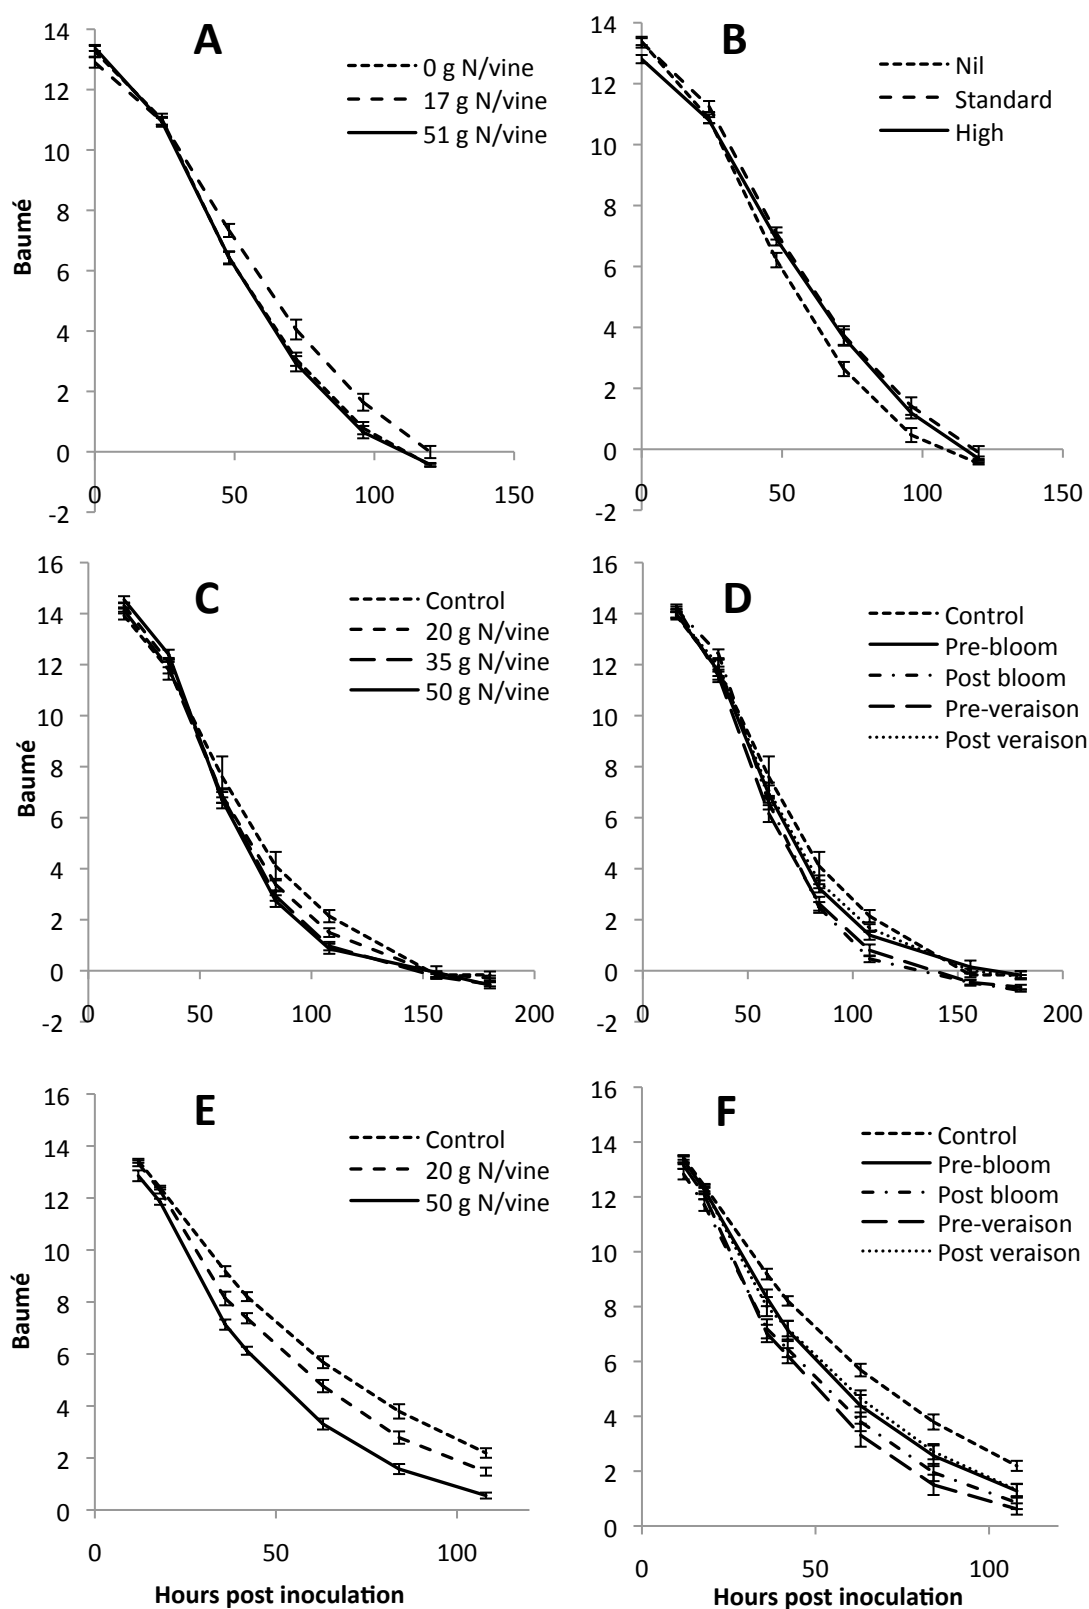 A
14
12
10
8
6
4
2
0
-2
0
50
100
150
Baumé
0 g N/vine
17 g N/vine
51 g N/vine
B
14
12
10
8
6
4
2
0
-2
0
50
100
150
Nil
Standard
High
C
16
14
12
10
8
6
4
2
0
-2
0
50
100
150
200
Baumé
Control
20 g N/vine
35 g N/vine
50 g N/vine
D
16
14
12
10
8
6
4
2
0
-2
0
50
100
150
200
Control
Pre-bloom
Post bloom
Pre-veraison
Post veraison
E
16
14
12
10
8
6
4
2
0
0
50
100
Baumé
Control
20 g N/vine
50 g N/vine
Hours post inoculation
F
16
14
12
10
8
6
4
2
0
0
50
100
Control
Pre-bloom
Post bloom
Pre-veraison
Post veraison
Hours post inoculation